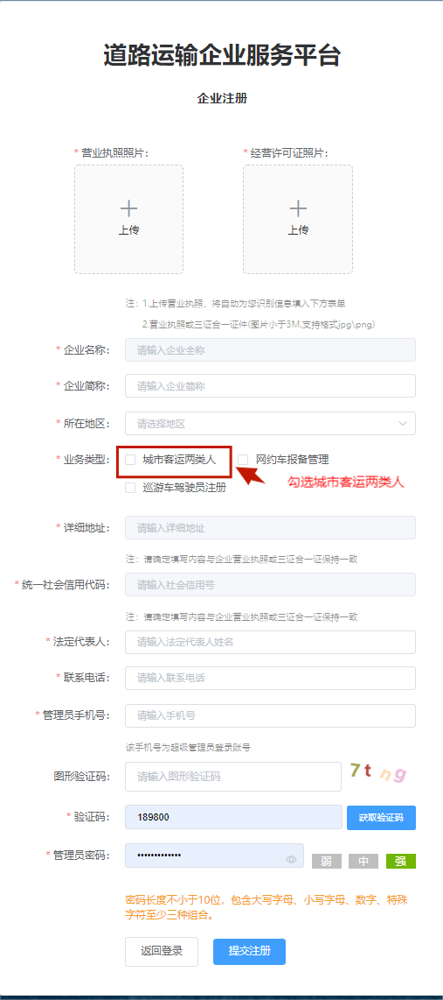 道路运输企业服务平台
企业注册
* 营业执照照片： * 经营许可证照片：
上传 上传
注：1.上传营业执照，将自动为您识别信息填入下方表单
2.营业执照或三证合一证件(图片小于3M,支持格式jpg\png)
* 企业名称： 请输入企业全称
* 企业简称： 请输入企业简称
* 所在地区： 请选择地区
* 业务类型： 城市客运两类人 网约车报备管理
勾选城市客运两类人
巡游车驾驶员注册
* 详细地址： 请输入详细地址
注：请确定填写内容与企业营业执照或三证合一证保持一致
* 统一社会信用代码： 请输入社会信用号
注：请确定填写内容与企业营业执照或三证合一证保持一致
* 法定代表人： 请输入法定代表人姓名
* 联系电话： 请输入联系电话
* 管理员手机号： 请输入手机号
该手机号为超级管理员登录账号
图形验证码： 请输入图形验证码 7tng
* 验证码： 189800 获取验证码
* 管理员密码： ••••••••••••• 弱 中 强
密码长度不小于10位，包含大写字母、小写字母、数字、特殊
字符至少三种组合。
返回登录 提交注册